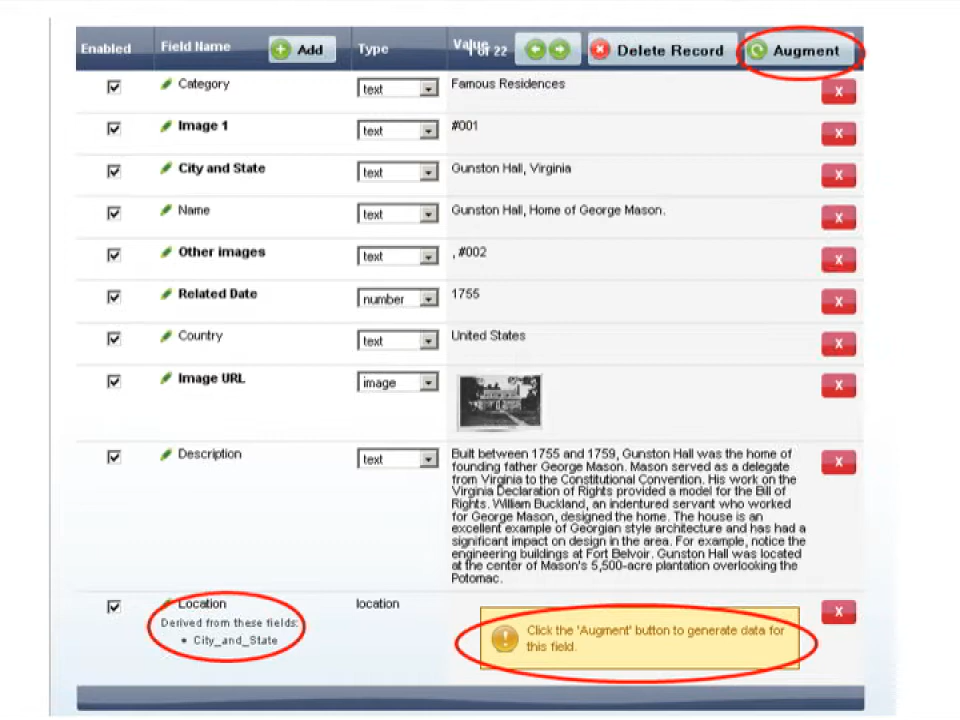 Enabled Field Name Add Type Value 1 of 22 Delete Record Augment
Category text Famous Residences X
Image 1 text #001 X
City and State text Gunston Hall, Virginia X
Name text Gunston Hall, Home of George Mason. X
Other images text , #002 X
Related Date number 1755 X
Country text United States X
Image URL image X
Description text Built between 1755 and 1759, Gunston Hall was the home of X
founding father George Mason. Mason served as a delegate
from Virginia to the Constitutional Convention. His work on the
Virginia Declaration of Rights provided a model for the Bill of
Rights. William Buckland, an indentured servant who worked
for George Mason, designed the home. The house is an
excellent example of Georgian style architecture and has had a
significant impact on design in the area. For example, notice the
engineering buildings at Fort Belvoir. Gunston Hall was located
at the center of Mason's 5,500-acre plantation overlooking the
Potomac.
Location location X
Derived from these fields:
• City_and_State
Click the 'Augment' button to generate data for
this field.